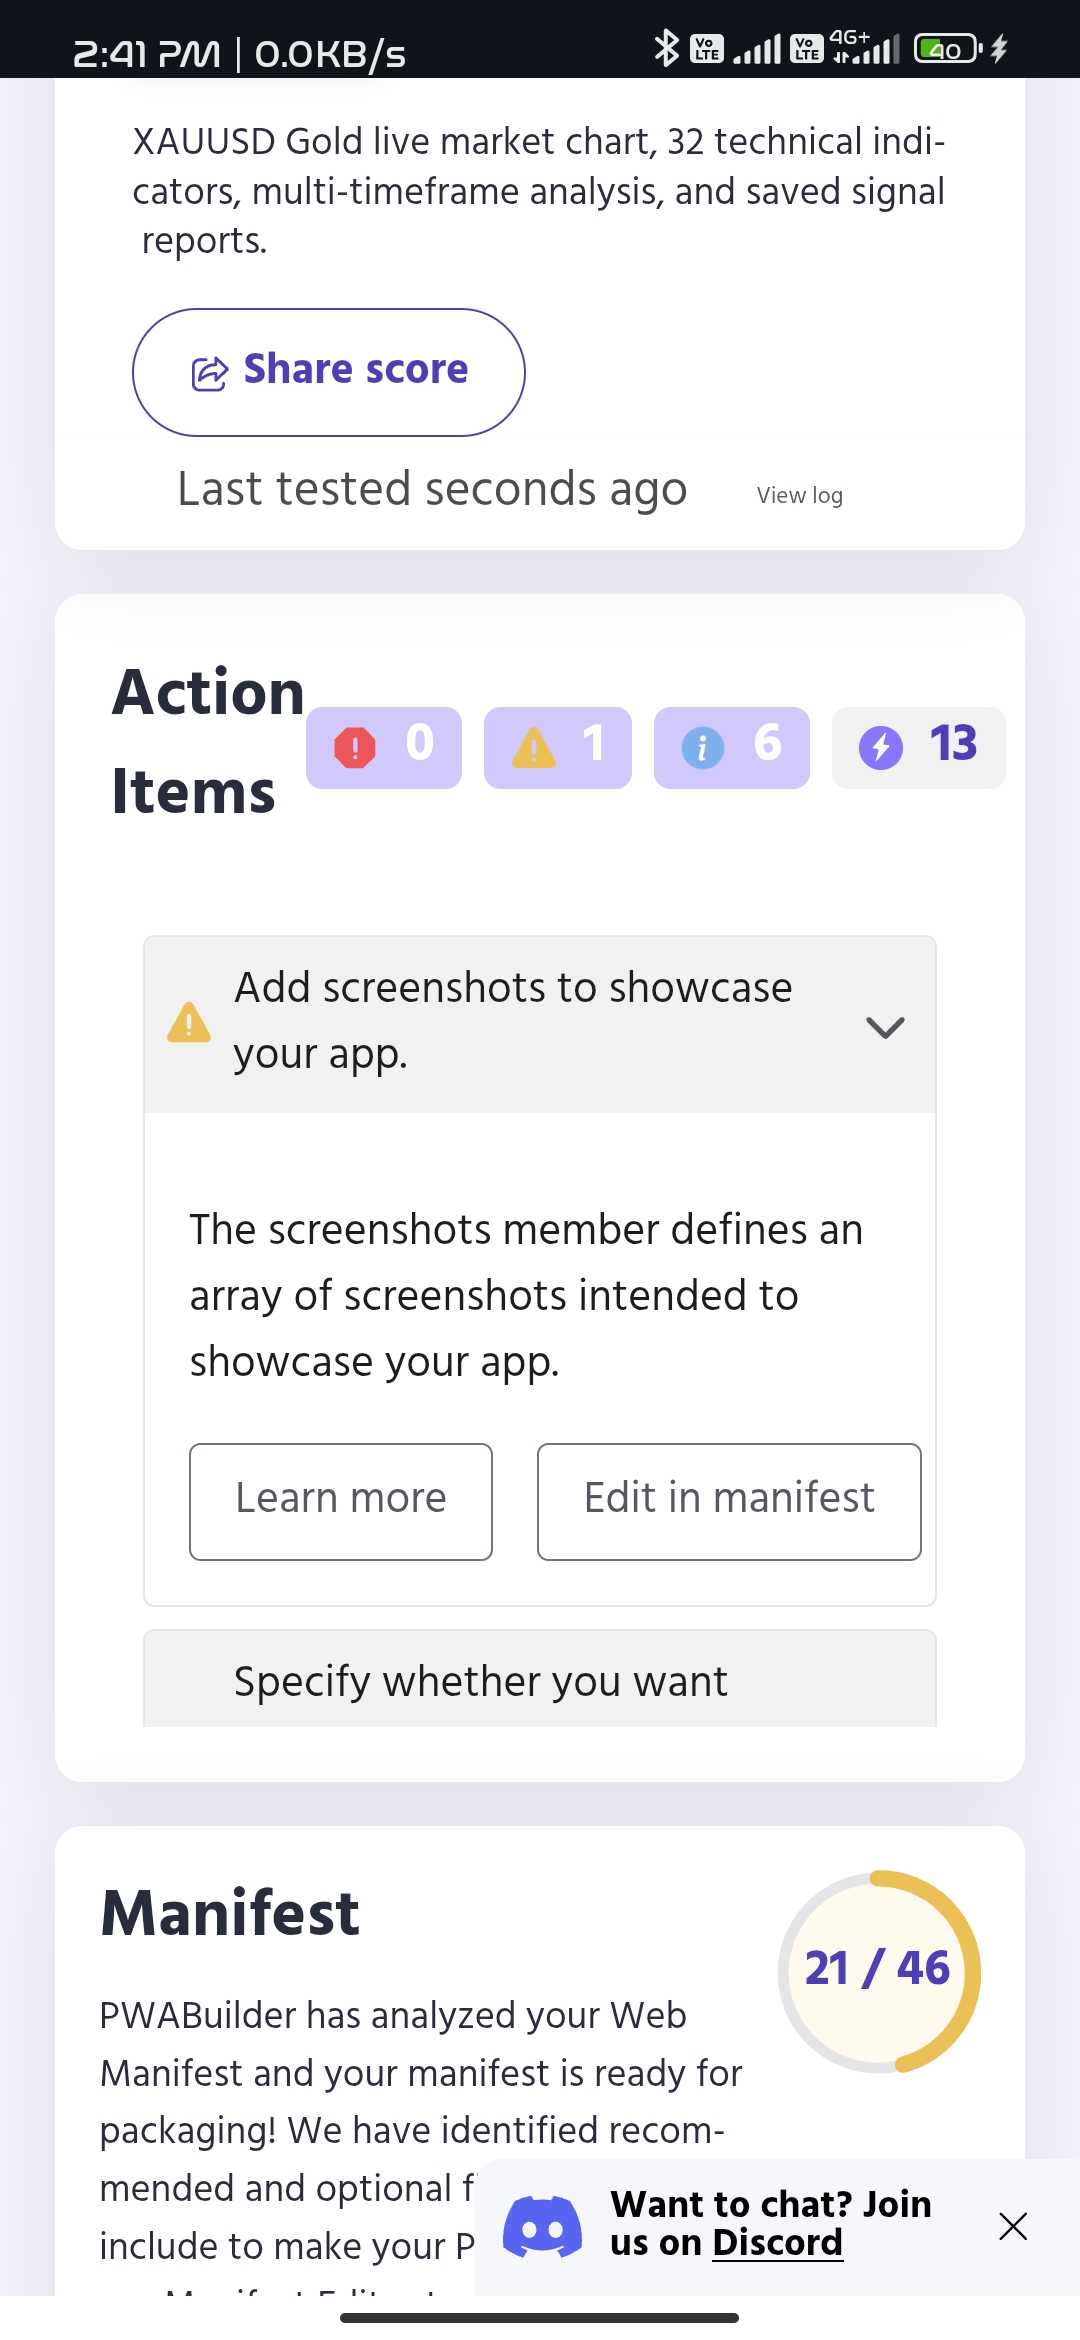 2:41 PM | 0.0KB/s
Vo LTE Vo LTE 4G+ 40
XAUUSD Gold live market chart, 32 technical indi-
cators, multi-timeframe analysis, and saved signal
reports.
Share score
Last tested seconds ago View log
Action
Items
0 1 6 13
Add screenshots to showcase
your app.
The screenshots member defines an
array of screenshots intended to
showcase your app.
Learn more Edit in manifest
Specify whether you want
Manifest
21 / 46
PWABuilder has analyzed your Web
Manifest and your manifest is ready for
packaging! We have identified recom-
mended and optional f
include to make your P
Want to chat? Join
us on Discord